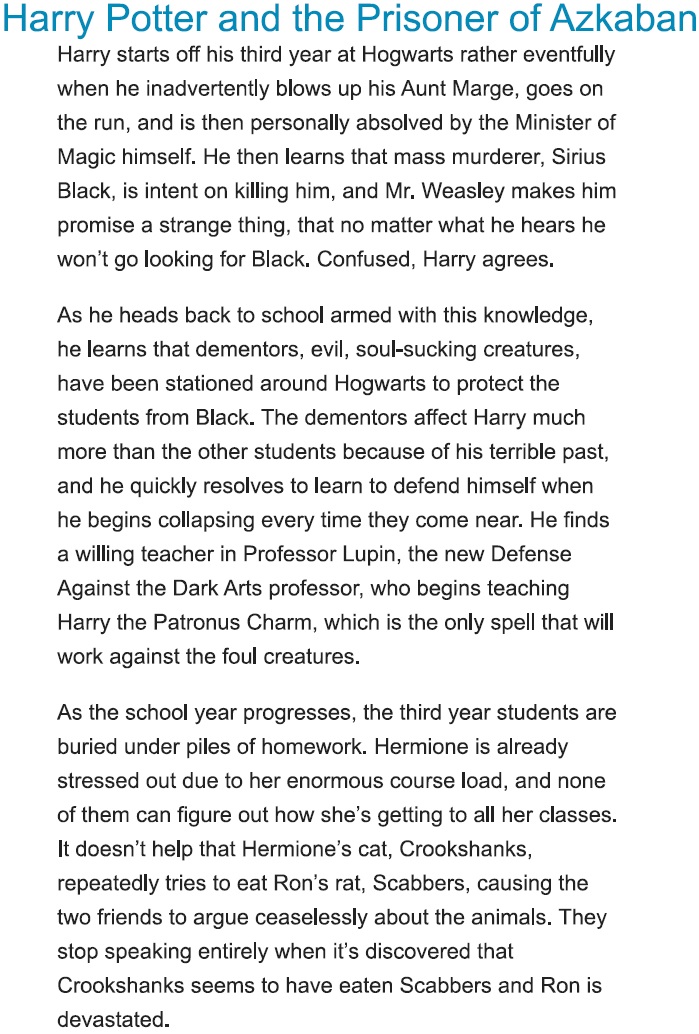 Harry Potter and the Prisoner of Azkaban
Harry starts off his third year at Hogwarts rather eventfully
when he inadvertently blows up his Aunt Marge, goes on
the run, and is then personally absolved by the Minister of
Magic himself. He then learns that mass murderer, Sirius
Black, is intent on killing him, and Mr. Weasley makes him
promise a strange thing, that no matter what he hears he
won’t go looking for Black. Confused, Harry agrees.
As he heads back to school armed with this knowledge,
he learns that dementors, evil, soul-sucking creatures,
have been stationed around Hogwarts to protect the
students from Black. The dementors affect Harry much
more than the other students because of his terrible past,
and he quickly resolves to learn to defend himself when
he begins collapsing every time they come near. He finds
a willing teacher in Professor Lupin, the new Defense
Against the Dark Arts professor, who begins teaching
Harry the Patronus Charm, which is the only spell that will
work against the foul creatures.
As the school year progresses, the third year students are
buried under piles of homework. Hermione is already
stressed out due to her enormous course load, and none
of them can figure out how she’s getting to all her classes.
It doesn’t help that Hermione’s cat, Crookshanks,
repeatedly tries to eat Ron’s rat, Scabbers, causing the
two friends to argue ceaselessly about the animals. They
stop speaking entirely when it’s discovered that
Crookshanks seems to have eaten Scabbers and Ron is
devastated.